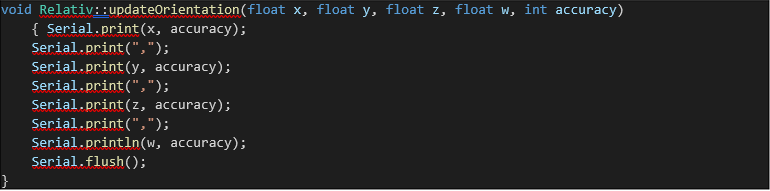 void Relativ::updateOrientation(float x, float y, float z, float w, int accuracy)
{ Serial.print(x, accuracy);
Serial.print(",");
Serial.print(y, accuracy);
Serial.print(",");
Serial.print(z, accuracy);
Serial.print(",");
Serial.println(w, accuracy);
Serial.flush();
}